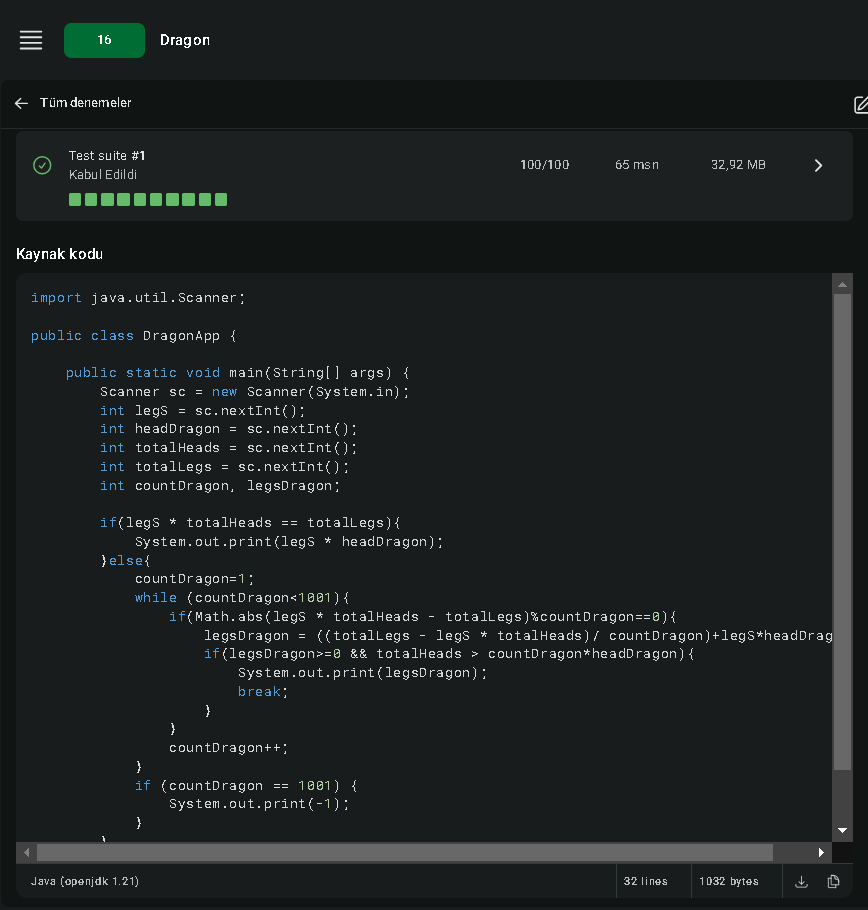 16 Dragon
Tüm denemeler
Test suite #1 100/100 65 msn 32,92 MB
Kabul Edildi
Kaynak kodu
import java.util.Scanner;
public class DragonApp {
public static void main(String[] args) {
Scanner sc = new Scanner(System.in);
int legS = sc.nextInt();
int headDragon = sc.nextInt();
int totalHeads = sc.nextInt();
int totalLegs = sc.nextInt();
int countDragon, legsDragon;
if(legS * totalHeads == totalLegs){
System.out.print(legS * headDragon);
}else{
countDragon=1;
while (countDragon<1001){
if(Math.abs(legS * totalHeads - totalLegs)%countDragon==0){
legsDragon = ((totalLegs - legS * totalHeads)/ countDragon)+legS*headDrag
if(legsDragon>=0 && totalHeads > countDragon*headDragon){
System.out.print(legsDragon);
break;
}
}
countDragon++;
}
if (countDragon == 1001) {
System.out.print(-1);
}
}
Java (openjdk 1.21) 32 lines 1032 bytes